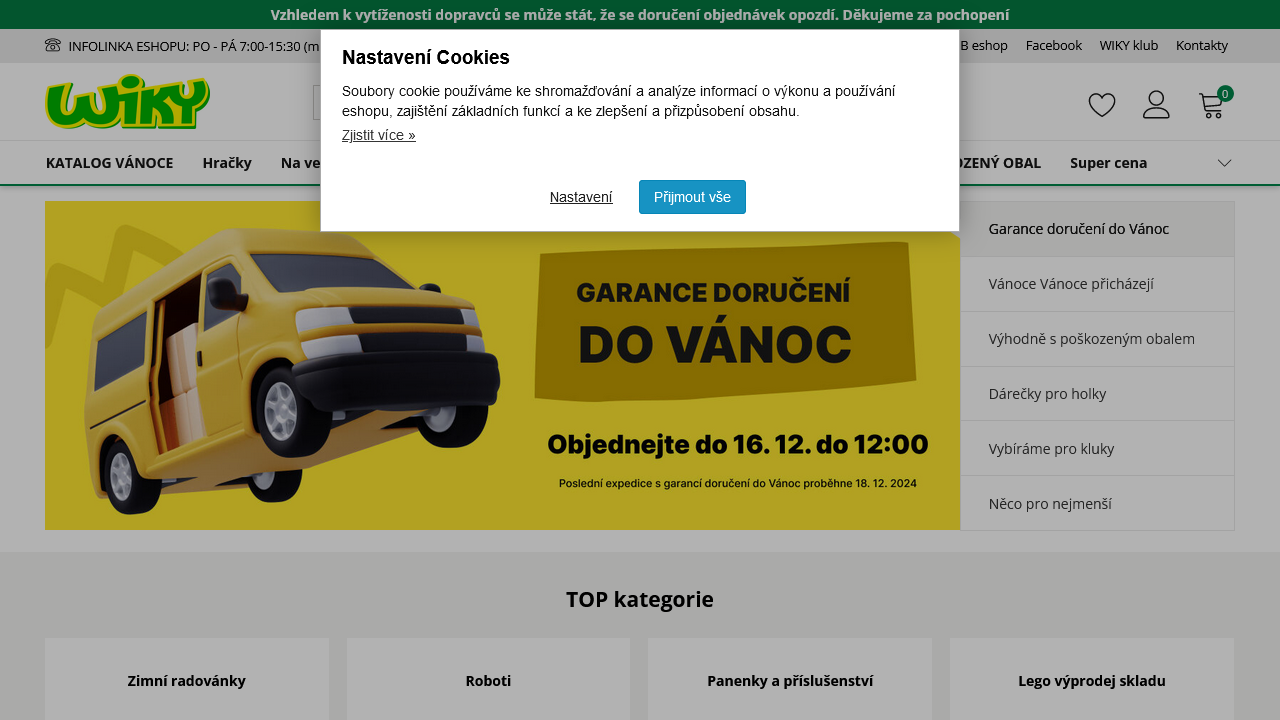 Vzhledem k vytíženosti dopravců se může stát, že se doručení objednávek opozdí. Děkujeme za pochopení
INFOLINKA ESHOPU: PO - PÁ 7:00-15:30 (m
B eshop
Facebook
WIKY klub
Kontakty
Nastavení Cookies
Soubory cookie používáme ke shromažďování a analýze informací o výkonu a používání
eshopu, zajištění základních funkcí a ke zlepšení a přizpůsobení obsahu.
Zjistit více »
Nastavení
Přijmout vše
WIKY
0
KATALOG VÁNOCE
Hračky
Na ve
OZENÝ OBAL
Super cena
GARANCE DORUČENÍ
DO VÁNOC
Objednejte do 16. 12. do 12:00
Poslední expedice s garancí doručení do Vánoc proběhne 18. 12. 2024
Garance doručení do Vánoc
Vánoce Vánoce přicházejí
Výhodně s poškozeným obalem
Dárečky pro holky
Vybíráme pro kluky
Něco pro nejmenší
TOP kategorie
Zimní radovánky
Roboti
Panenky a příslušenství
Lego výprodej skladu